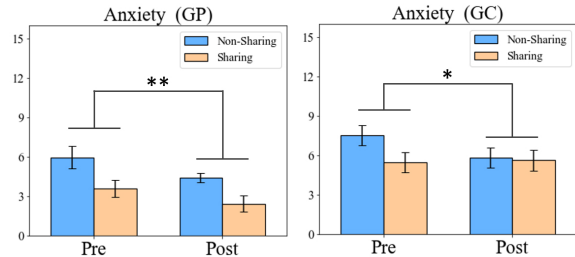 Anxiety (GP)
15
12
9
6
3
0
Non-Sharing
Sharing
**
Pre
Post
Anxiety (GC)
15
12
9
6
3
0
Non-Sharing
Sharing
*
Pre
Post